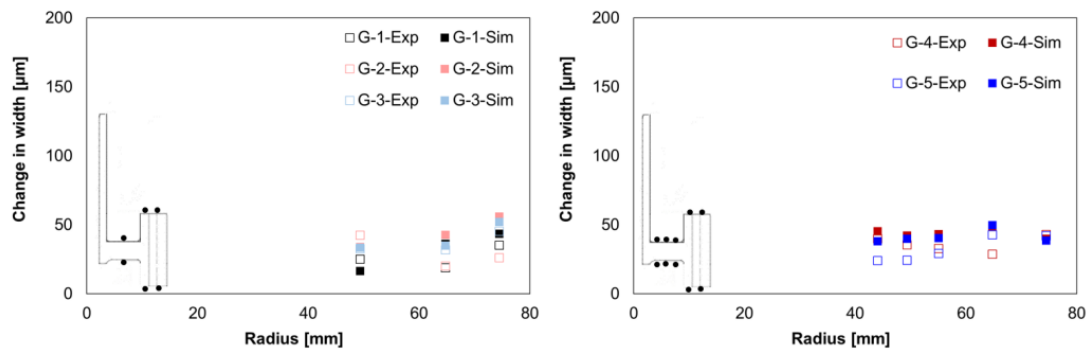 200
150
100
50
0
Change in width [µm]
G-1-Exp G-1-Sim
G-2-Exp G-2-Sim
G-3-Exp G-3-Sim
0 20 40 60 80
Radius [mm]
200
150
100
50
0
Change in width [µm]
G-4-Exp G-4-Sim
G-5-Exp G-5-Sim
0 20 40 60 80
Radius [mm]